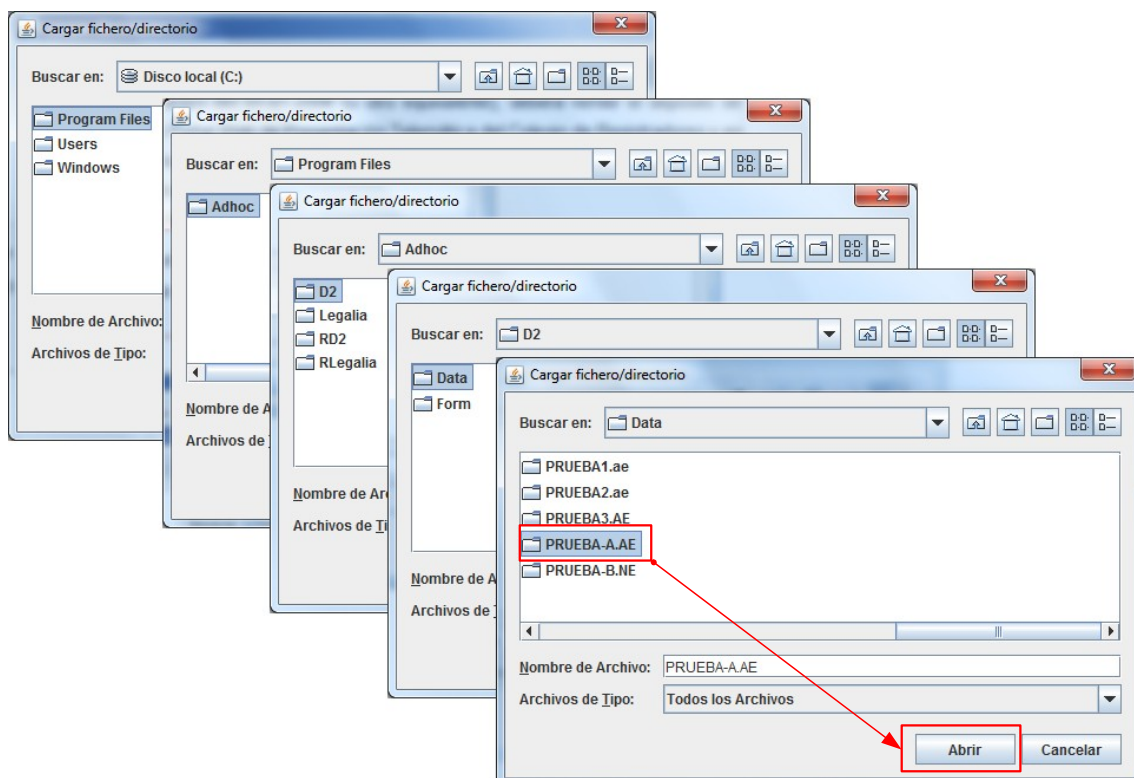 Cargar fichero/directorio
Buscar en: Disco local (C:)
Program Files
Users
Windows
Nombre de Archivo:
Archivos de Tipo:
Cargar fichero/directorio
Buscar en: Program Files
Adhoc
Nombre de A
Archivos de
Cargar fichero/directorio
Buscar en: Adhoc
D2
Legalia
RD2
RLegalia
Nombre de Ar
Archivos de Ti
Cargar fichero/directorio
Buscar en: D2
Data
Form
Nombre de A
Archivos de
Cargar fichero/directorio
Buscar en: Data
PRUEBA1.ae
PRUEBA2.ae
PRUEBA3.AE
PRUEBA-A.AE
PRUEBA-B.NE
Nombre de Archivo: PRUEBA-A.AE
Archivos de Tipo: Todos los Archivos
Abrir Cancelar